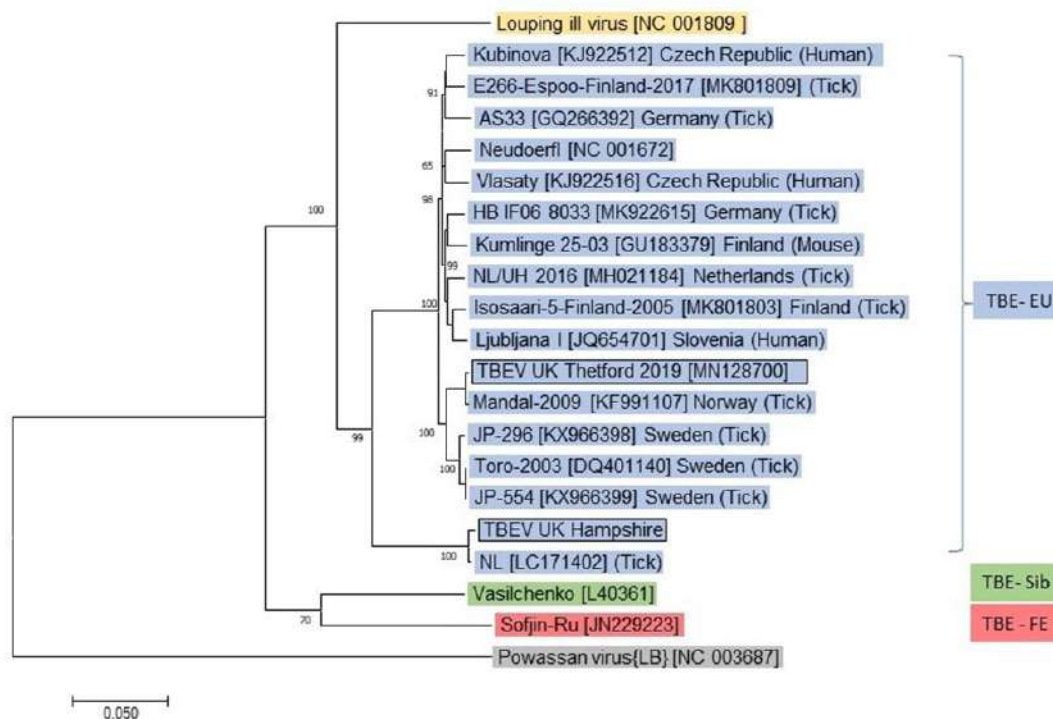 Louping ill virus [NC 001809 ]
Kubinova [KJ922512] Czech Republic (Human)
91
E266-Espoo-Finland-2017 [MK801809] (Tick)
AS33 [GQ266392] Germany (Tick)
Neudoerfl [NC 001672]
65
Vlasaty [KJ922516] Czech Republic (Human)
98
100
HB IF06 8033 [MK922615] Germany (Tick)
Kumlinge 25-03 [GU183379] Finland (Mouse)
99
NL/UH 2016 [MH021184] Netherlands (Tick)
100
Isosaari-5-Finland-2005 [MK801803] Finland (Tick)
TBE- EU
Ljubljana I [JQ654701] Slovenia (Human)
TBEV UK Thetford 2019 [MN128700]
Mandal-2009 [KF991107] Norway (Tick)
100
99
JP-296 [KX966398] Sweden (Tick)
100
Toro-2003 [DQ401140] Sweden (Tick)
JP-554 [KX966399] Sweden (Tick)
TBEV UK Hampshire
100
NL [LC171402] (Tick)
TBE- Sib
Vasilchenko [L40361]
70
Sofjin-Ru [JN229223]
TBE - FE
Powassan virus{LB} [NC 003687]
0.050